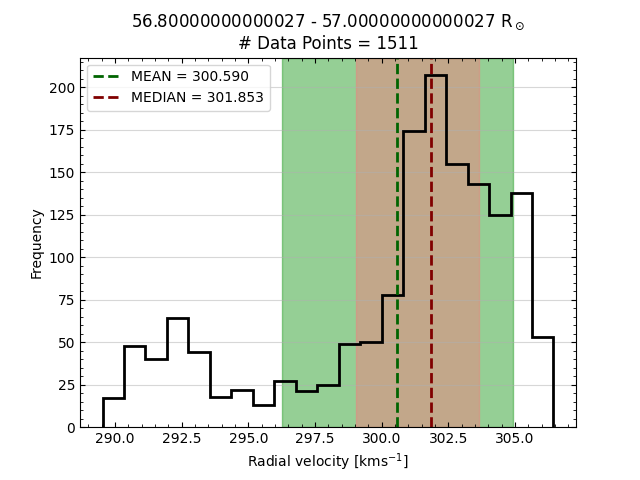 56.80000000000027 - 57.00000000000027 R⊙
# Data Points = 1511
MEAN = 300.590
MEDIAN = 301.853
200
175
150
125
100
75
50
25
0
Frequency
290.0 292.5 295.0 297.5 300.0 302.5 305.0
Radial velocity [kms⁻¹]